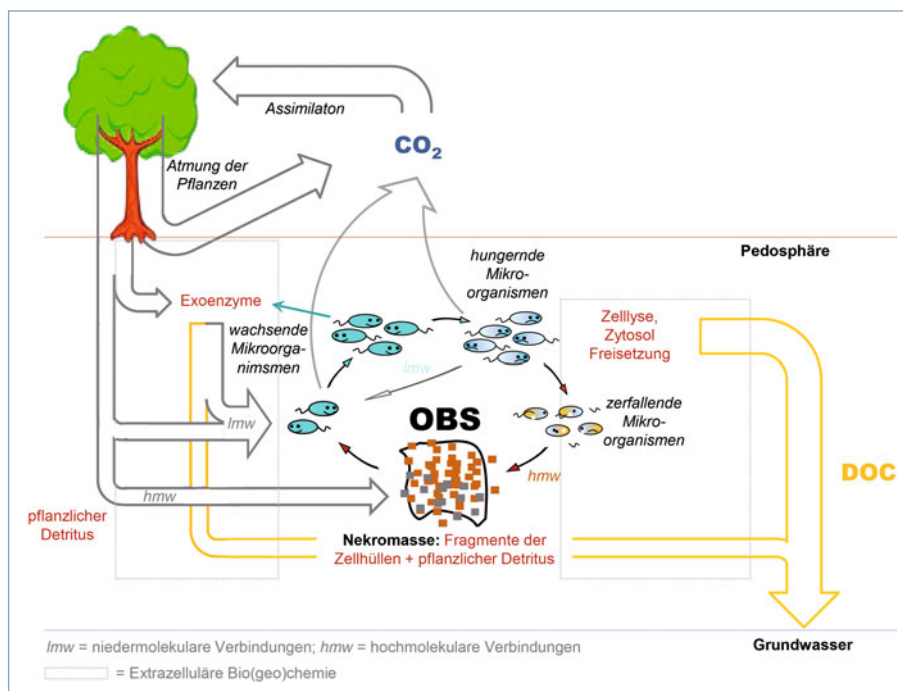 Assimilaton
CO₂
Atmung der
Pflanzen
Pedosphäre
hungernde
Mikro-
organismen
Exoenzyme
wachsende
Mikroorga-
nimsmen
Zelllyse,
Zytosol
Freisetzung
lmw
lmw
OBS
zerfallende
Mikro-
organismen
DOC
hmw
hmw
pflanzlicher
Detritus
Nekromasse: Fragmente der
Zellhüllen + pflanzlicher Detritus
Grundwasser
lmw = niedermolekulare Verbindungen; hmw = hochmolekulare Verbindungen
= Extrazelluläre Bio(geo)chemie